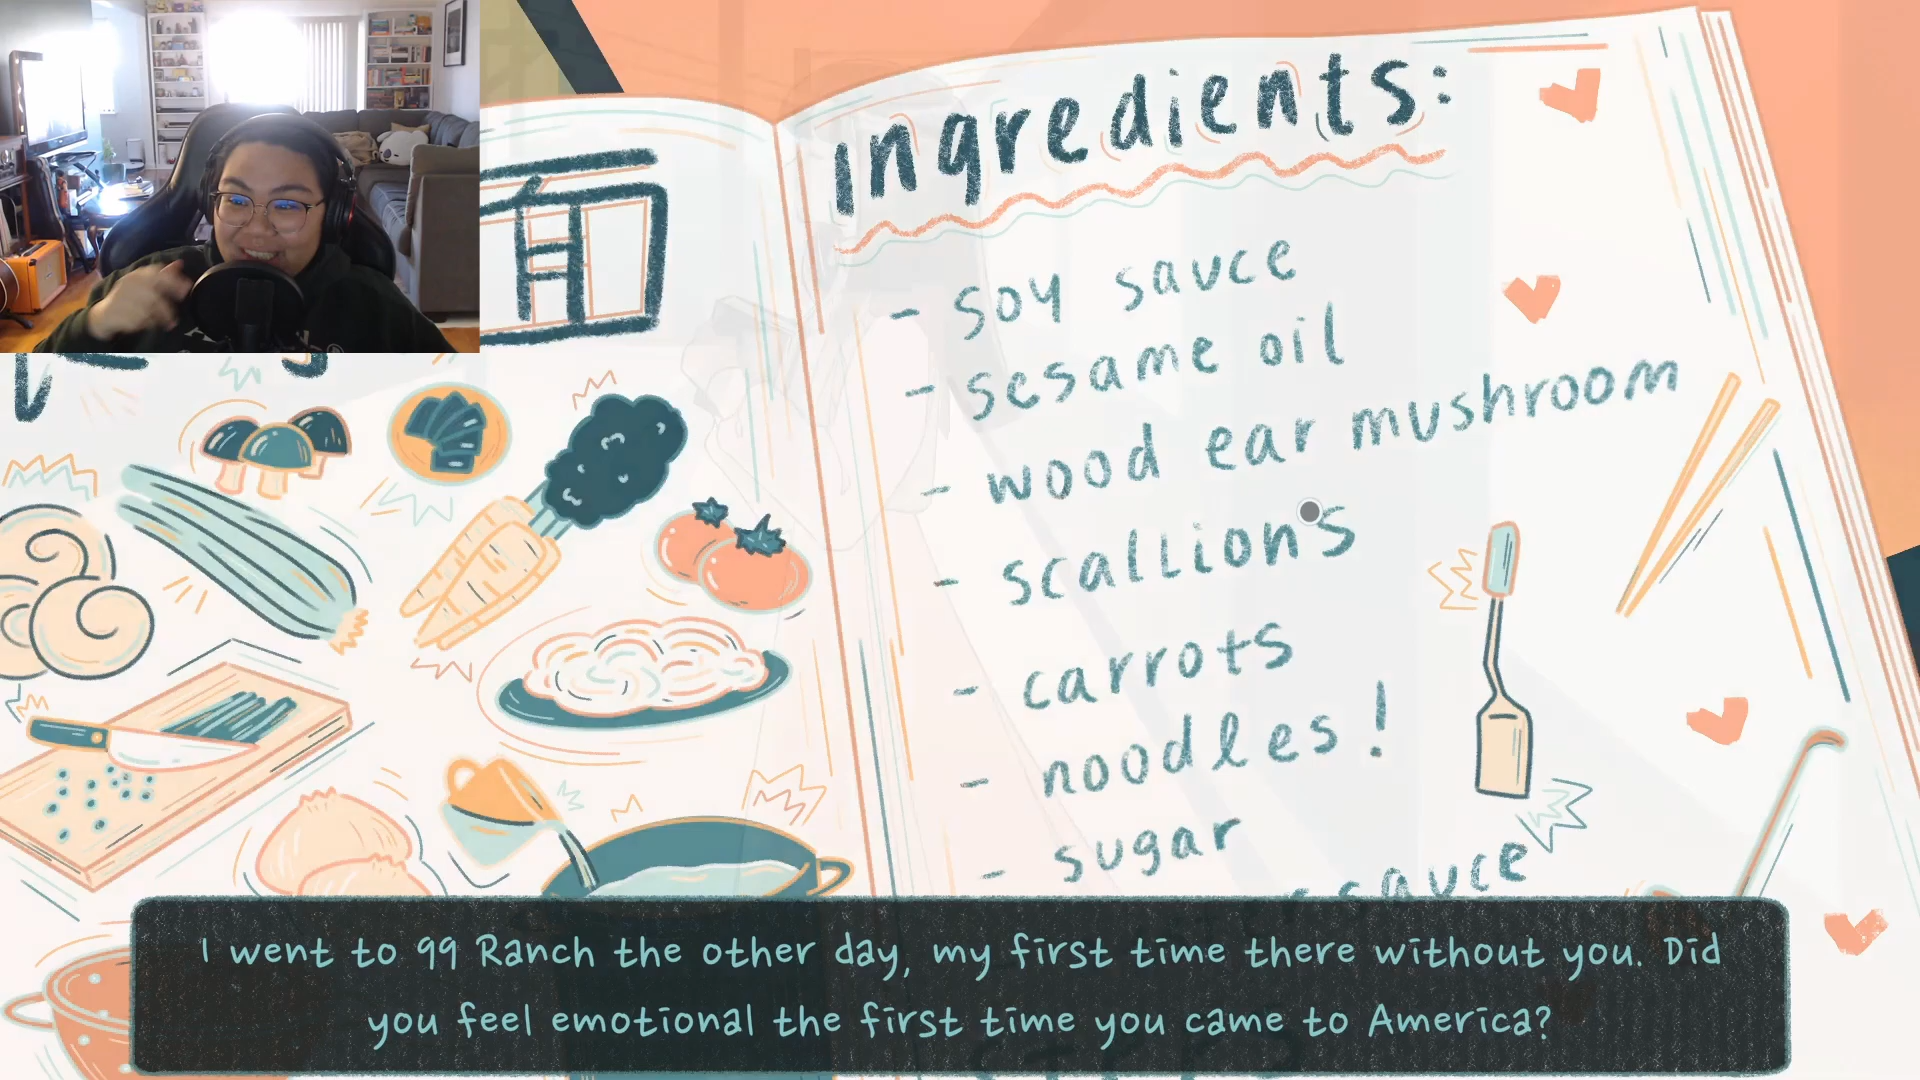 面
Ingredients:
- soy sauce
- sesame oil
- wood ear mushroom
- scallions
- carrots
- noodles!
- sugar
sauce
I went to 99 Ranch the other day, my first time there without you. Did
you feel emotional the first time you came to America?